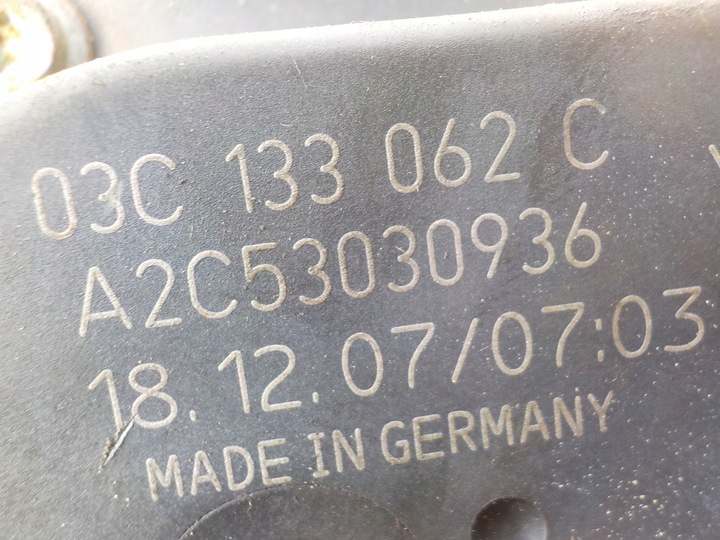 03C 133 062 C
A2C53030936
18.12.07/07:03
MADE IN GERMANY